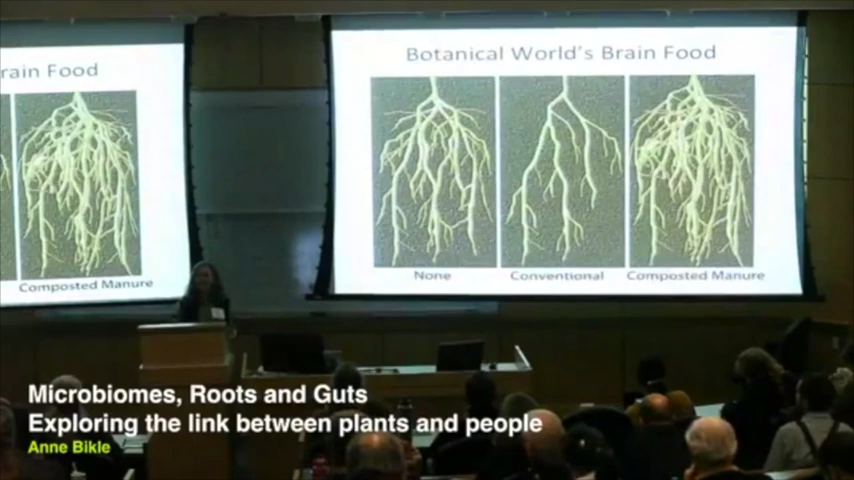 rain Food
Composted Manure
Botanical World's Brain Food
None
Conventional
Composted Manure
Microbiomes, Roots and Guts
Exploring the link between plants and people
Anne Bikle